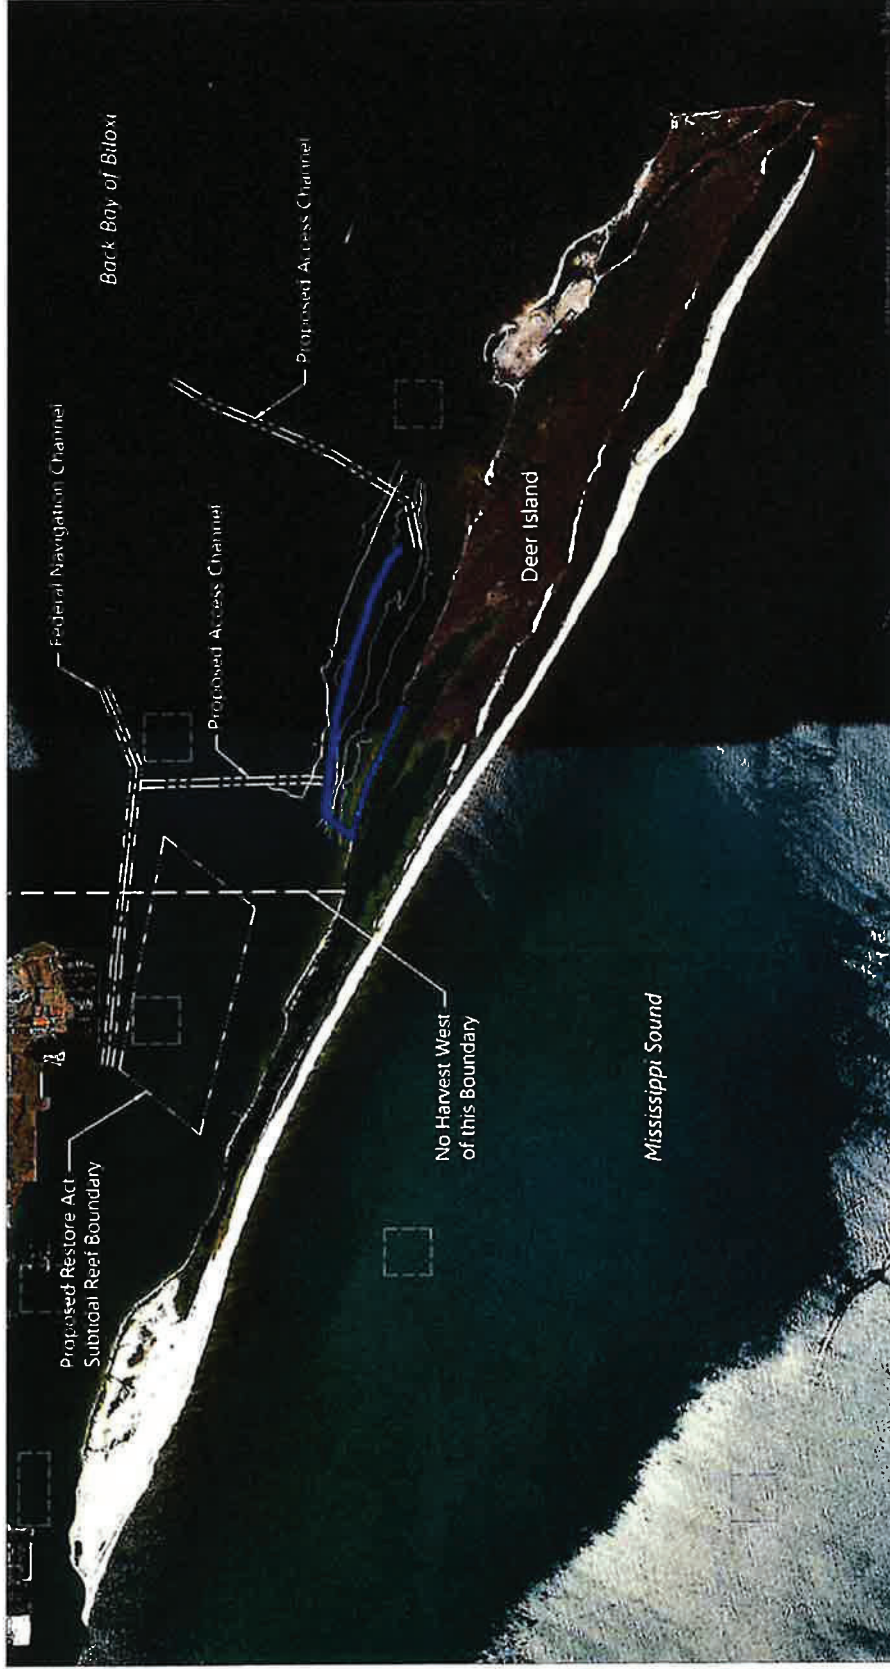 Back Bay of Biloxi
Proposed Access Channel
Federal Navigation Channel
Proposed Access Channel
Deer Island
No Harvest West
of this Boundary
Mississippi Sound
Proposed Restore Act
Subtidal Reef Boundary